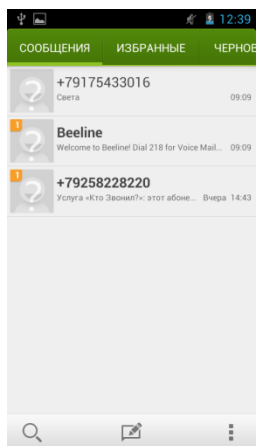 12:39
СООБЩЕНИЯ ИЗБРАННЫЕ ЧЕРНОВ
+79175433016
Света 09:09
1
Beeline
Welcome to Beeline! Dial 218 for Voice Mail... 09:09
1
+79258228220
Услуга «Кто Звонил?»: этот абоне... Вчера 14:43